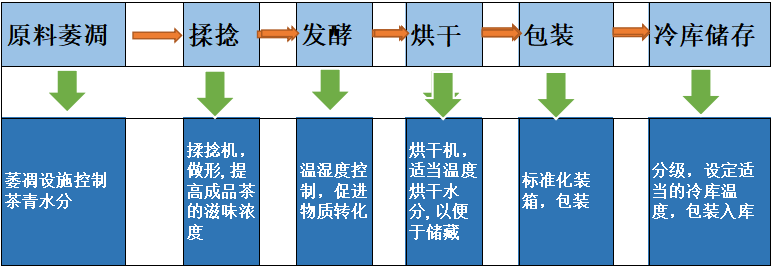 原料萎凋
揉捻
发酵
烘干
包装
冷库储存
萎凋设施控制
茶青水分
揉捻机，
做形,提
高成品茶
的滋味浓
度
温湿度控
制，促进
物质转化
烘干机，
适当温度
烘干水
分,以便
于储藏
标准化装
箱，包装
分级，设定适
当的冷库温
度，包装入库